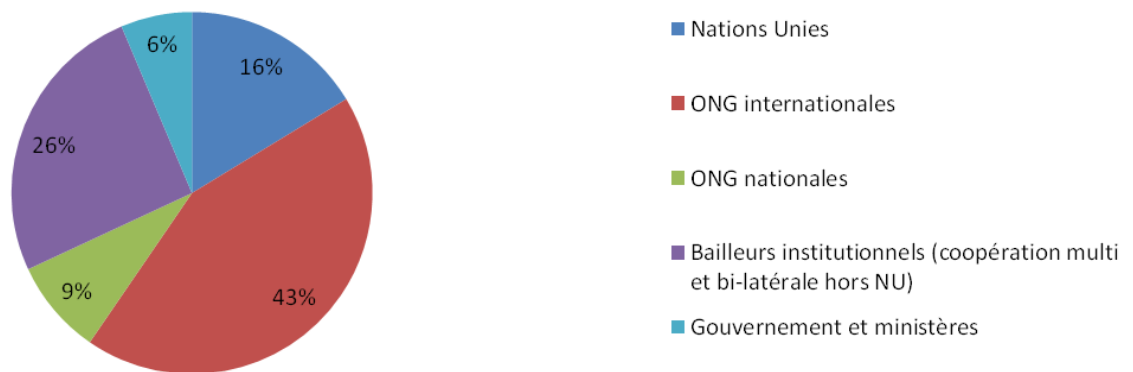 6%
16%
26%
9%
43%
Nations Unies
ONG internationales
ONG nationales
Bailleurs institutionnels (coopération multi
et bi-latérale hors NU)
Gouvernement et ministères